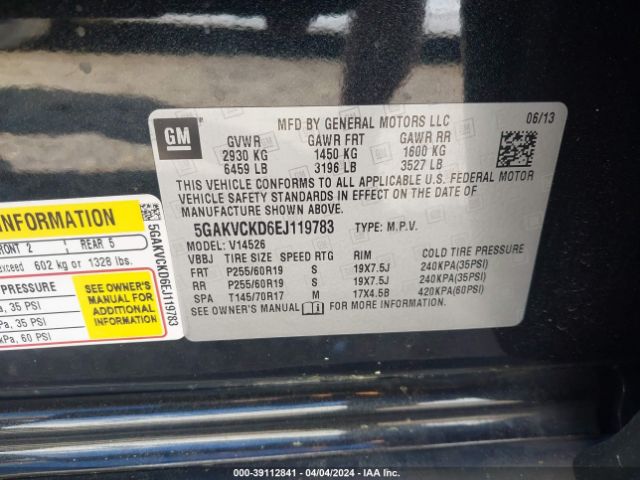 GM
MFD BY GENERAL MOTORS LLC 06/13
GVWR GAWR FRT GAWR RR
2930 KG 1450 KG 1600 KG
6459 LB 3196 LB 3527 LB
THIS VEHICLE CONFORMS TO ALL APPLICABLE U.S. FEDERAL MOTOR
VEHICLE SAFETY STANDARDS IN EFFECT ON THE DATE OF
MANUFACTURE SHOWN ABOVE.
5GAKVCKD6EJ119783 TYPE: M.P.V.
MODEL: V14526
VBBJ TIRE SIZE SPEED RTG RIM COLD TIRE PRESSURE
FRT P255/60R19 S 19X7.5J 240KPA(35PSI)
RR P255/60R19 S 19X7.5J 240KPA(35PSI)
SPA T145/70R17 M 17X4.5B 420KPA(60PSI)
SEE OWNER'S MANUAL FOR MORE INFORMATION.
INFORMATION
FRONT 2 REAR 5
exceed 602 kg or 1328 lbs.
PRESSURE
35 PSI
35 PSI
kPa, 60 PSI
SEE OWNER'S
MANUAL FOR
ADDITIONAL
INFORMATION
5GAKVCKD6EJ119783
000-39112841 - 04/04/2024 - IAA Inc.